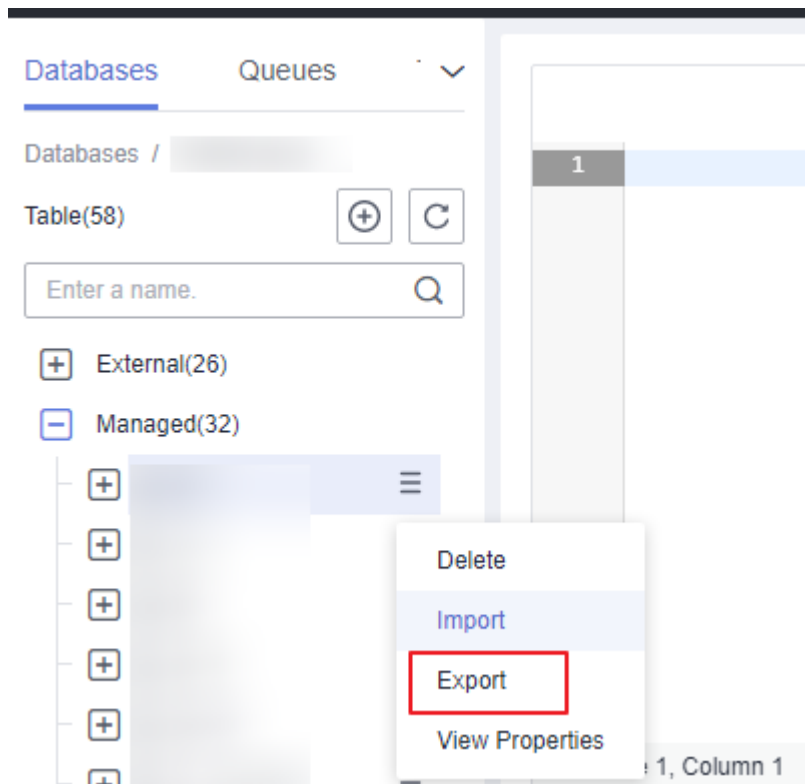 Databases Queues
Databases /
1
Table(58)
Enter a name.
External(26)
Managed(32)
Delete
Import
Export
View Properties
1, Column 1